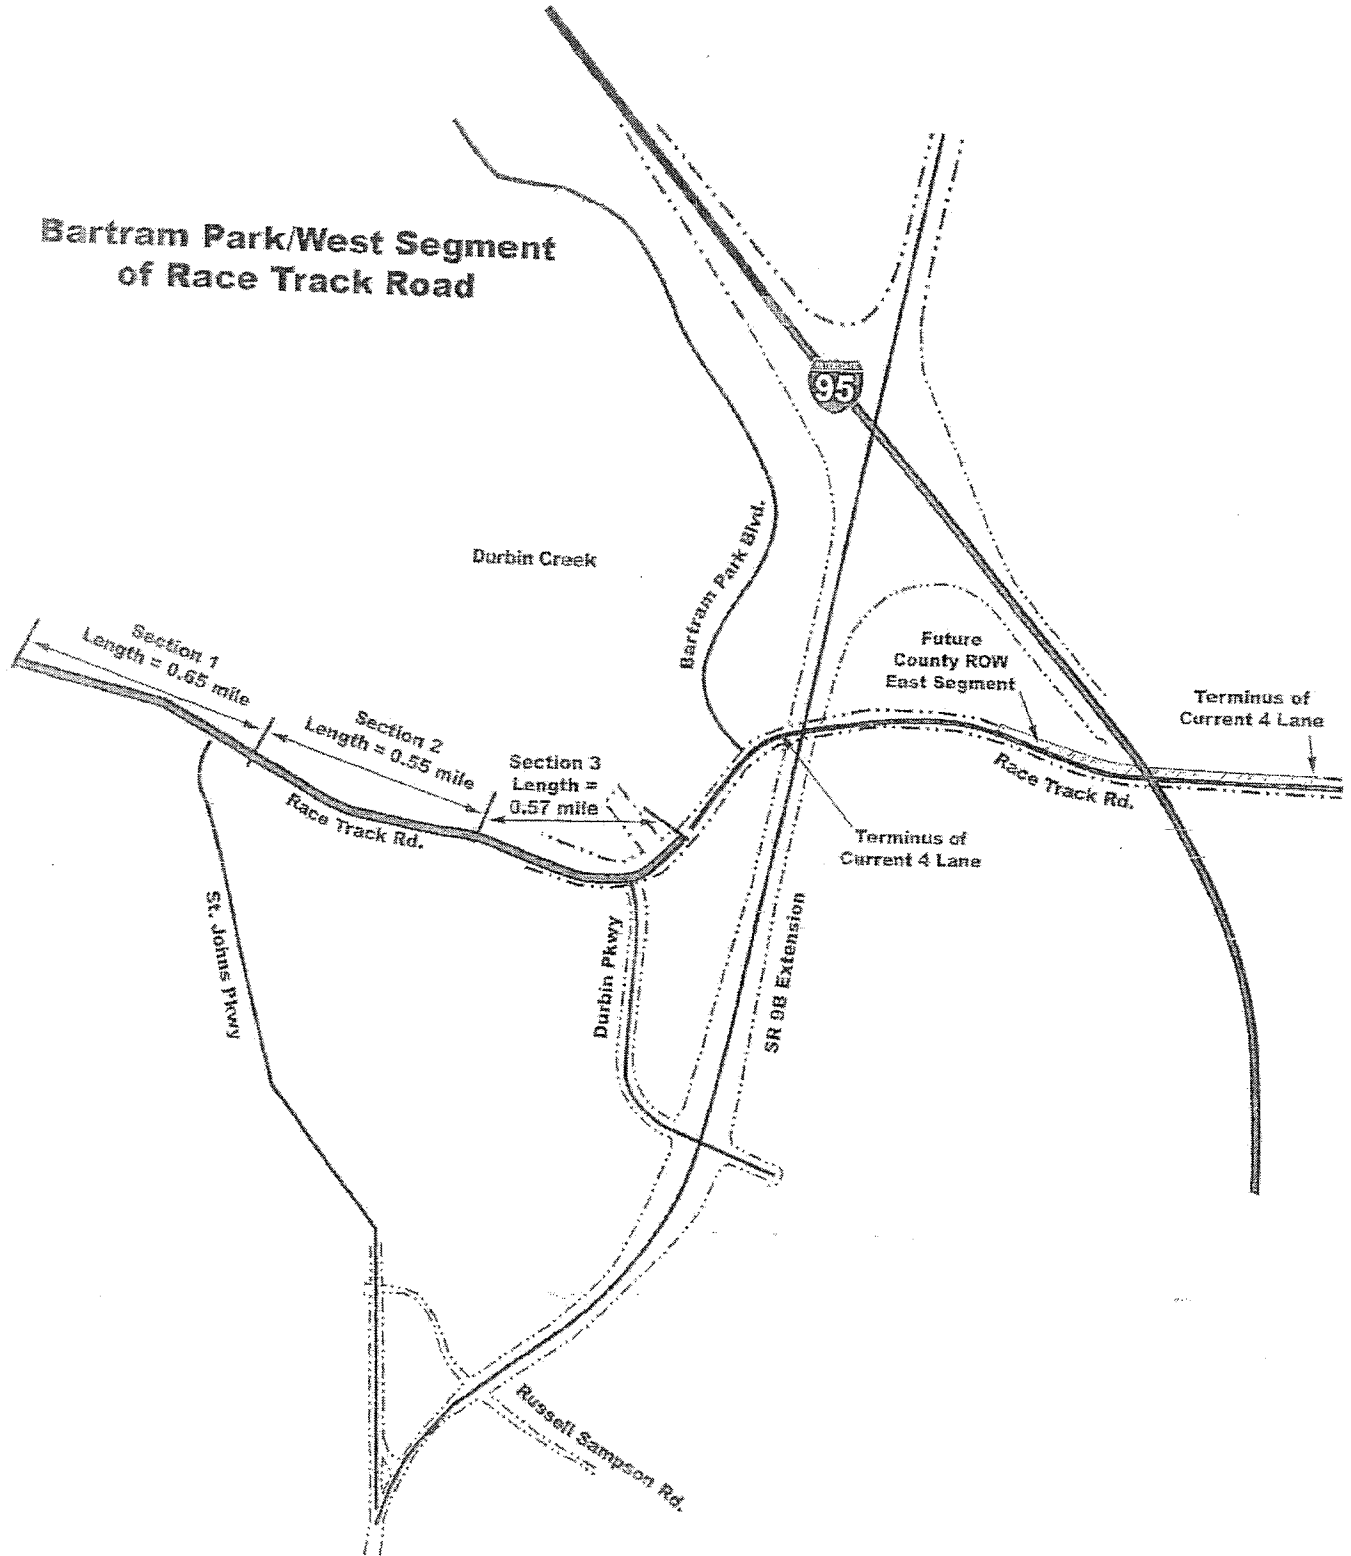 Bartram Park/West Segment
of Race Track Road
INTERSTATE
95
Durbin Creek
Bartram Park Blvd.
Section 1
Length = 0.65 mile
Section 2
Length = 0.55 mile
Section 3
Length =
0.57 mile
Race Track Rd.
Future
County ROW
East Segment
Terminus of
Current 4 Lane
Race Track Rd.
Terminus of
Current 4 Lane
St. Johns Pkwy
Durbin Pkwy
SR 9B Extension
Russell Sampson Rd.